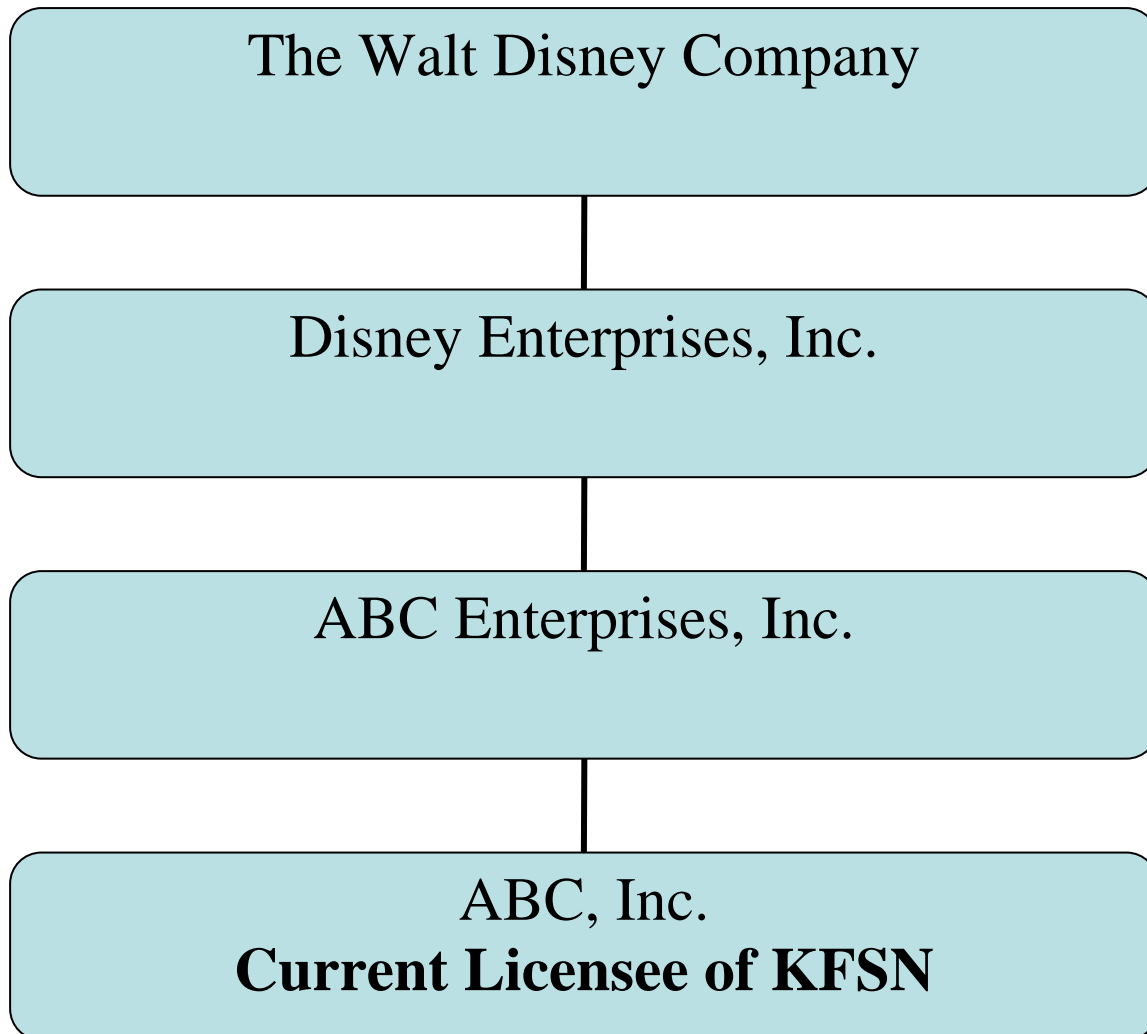 The Walt Disney Company
Disney Enterprises, Inc.
ABC Enterprises, Inc.
ABC, Inc.
Current Licensee of KFSN